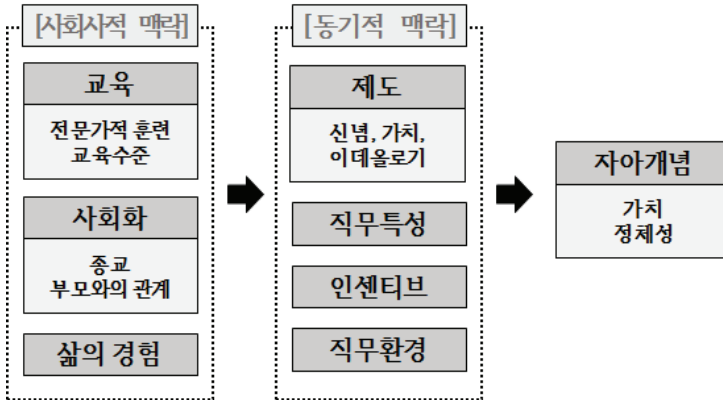 [사회사적 맥락]
교육
전문가적 훈련
교육수준
사회화
종교
부모와의 관계
삶의 경험
[동기적 맥락]
제도
신념, 가치,
이데올로기
직무특성
인센티브
직무환경
자아개념
가치
정체성